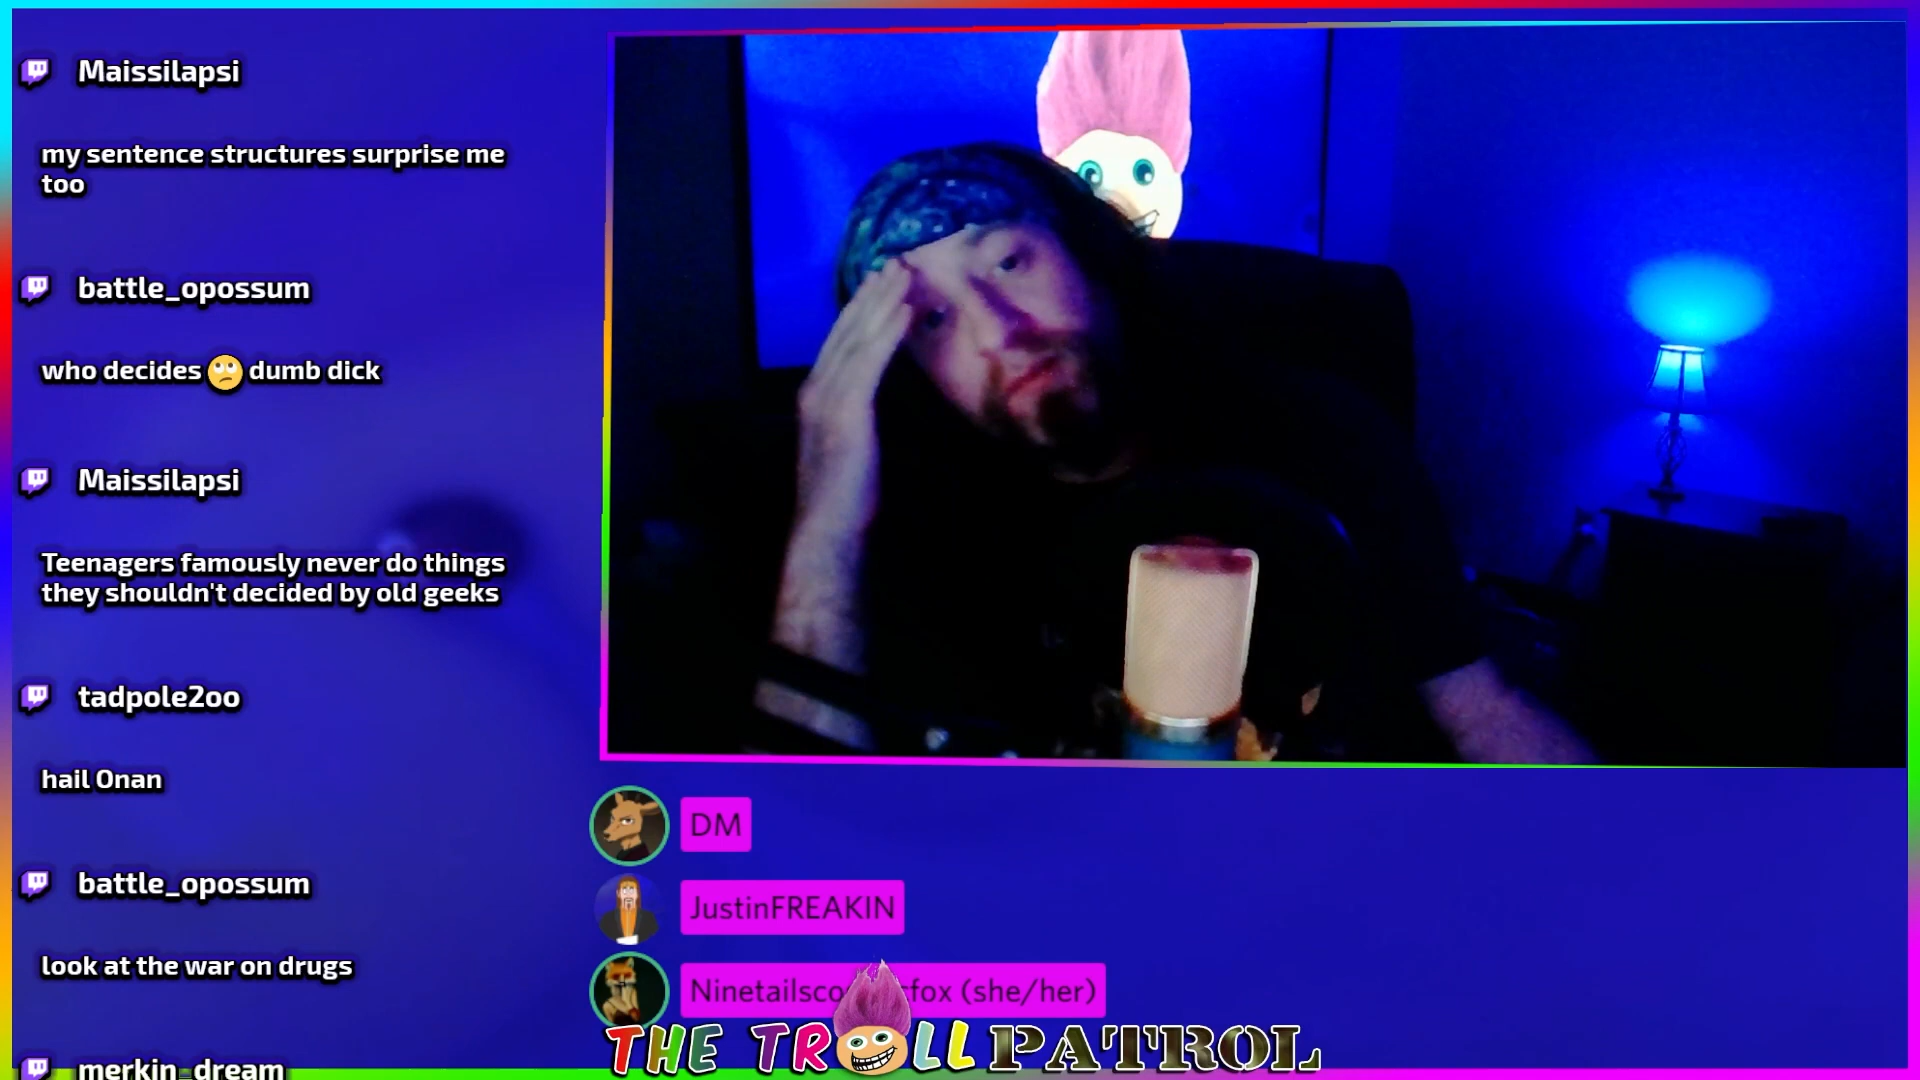 Maissilapsi
my sentence structures surprise me
too
battle_opossum
who decides 🙄 dumb dick
Maissilapsi
Teenagers famously never do things
they shouldn't decided by old geeks
tadpole2oo
hail Onan
battle_opossum
look at the war on drugs
merkin_dream
DM
JustinFREAKIN
(she/her)
THE TROLL PATROL